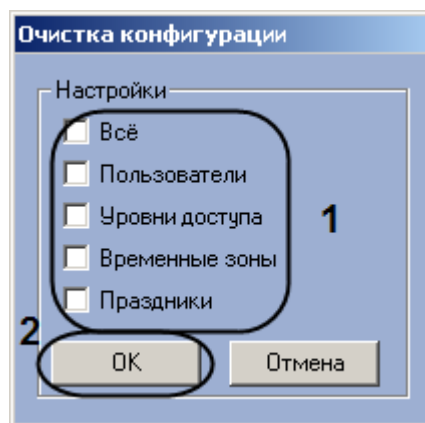 Очистка конфигурации
Настройки
Всё
Пользователи
Уровни доступа
1
Временные зоны
Праздники
2
OK
Отмена